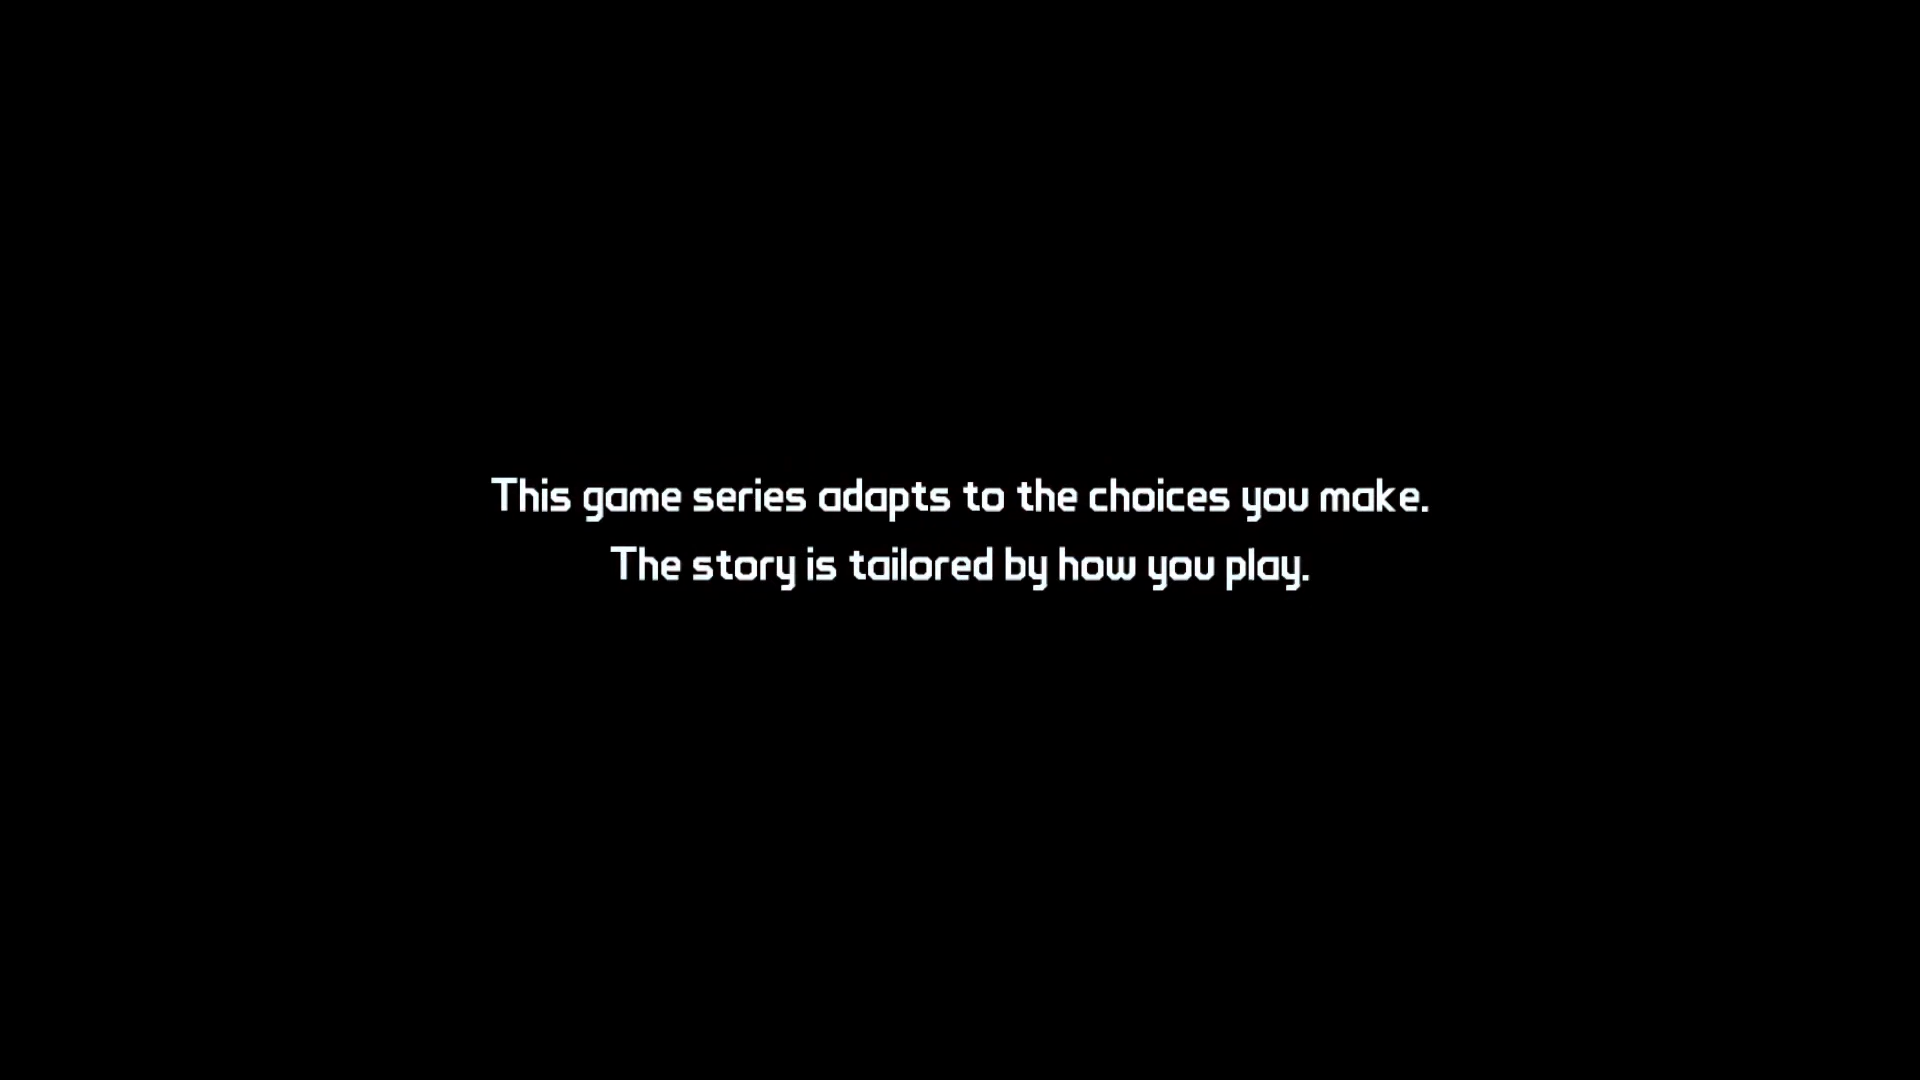 This game series adapts to the choices you make.
The story is tailored by how you play.